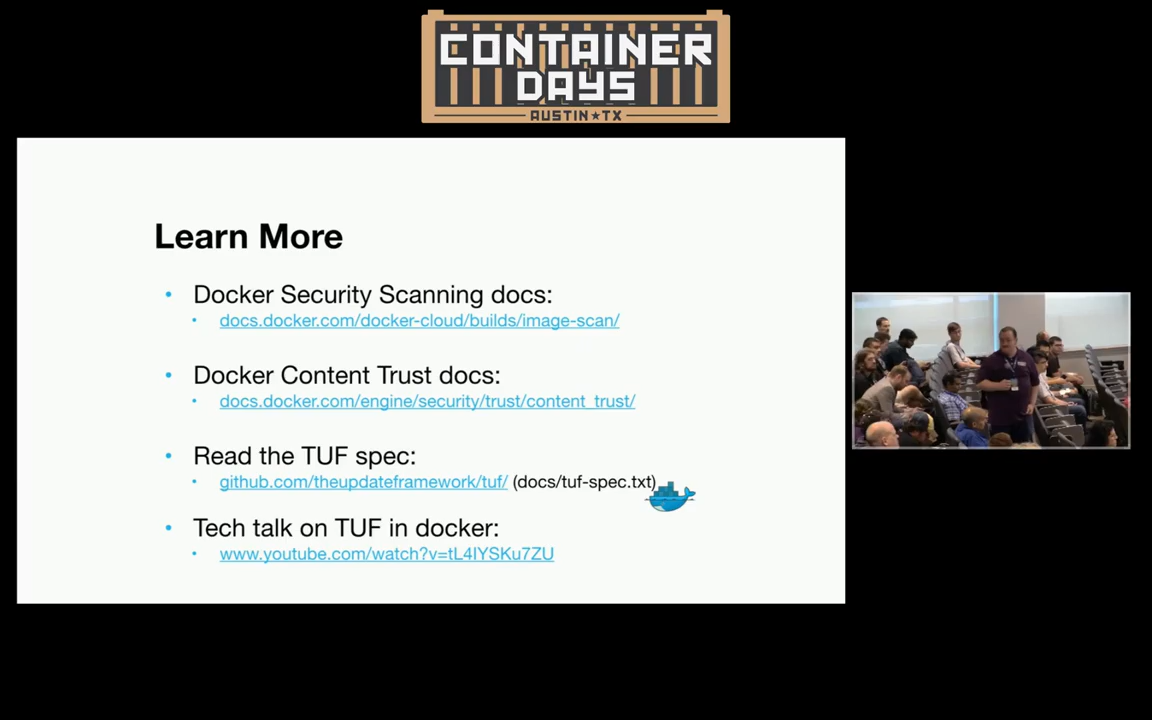 CONTAINER
DAYS
AUSTIN★TX
Learn More
• Docker Security Scanning docs:
• docs.docker.com/docker-cloud/builds/image-scan/
• Docker Content Trust docs:
• docs.docker.com/engine/security/trust/content_trust/
• Read the TUF spec:
• github.com/theupdateframework/tuf/ (docs/tuf-spec.txt)
• Tech talk on TUF in docker:
• www.youtube.com/watch?v=tL4lYSKu7ZU